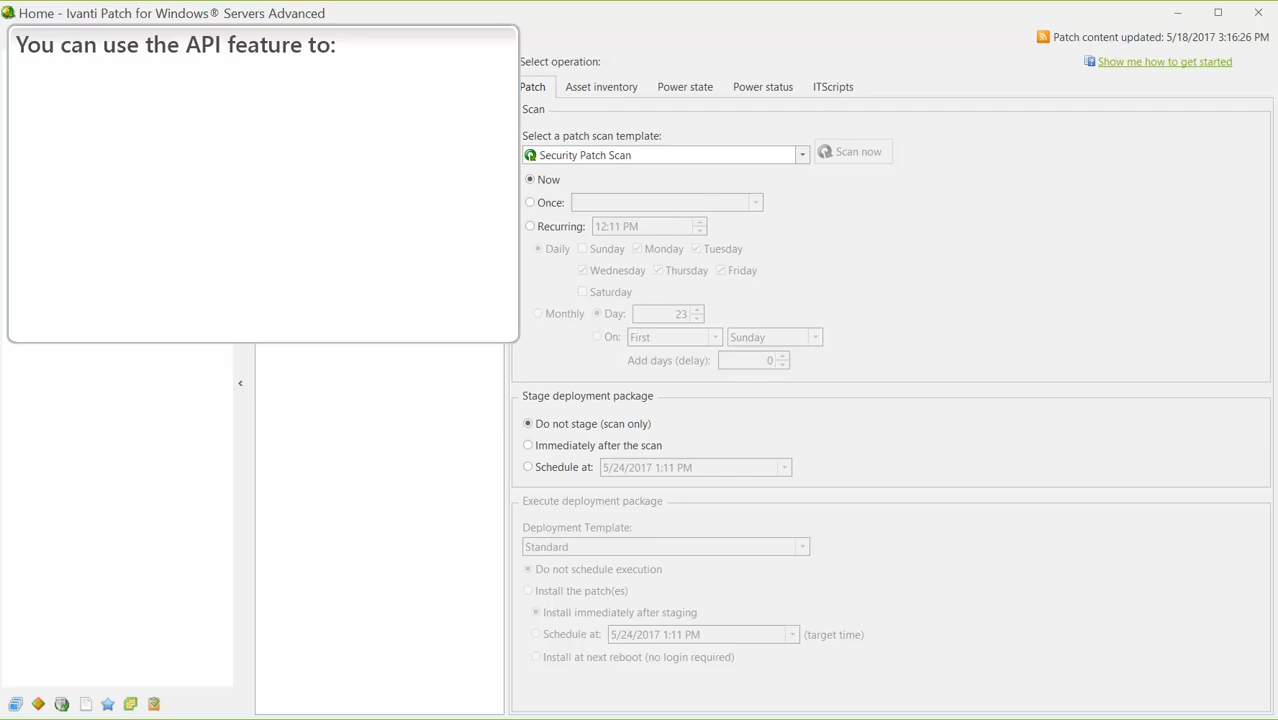 Home - Ivanti Patch for Windows® Servers Advanced
You can use the API feature to:
Patch content updated: 5/18/2017 3:16:26 PM
Show me how to get started
Select operation:
Patch Asset inventory Power state Power status ITScripts
Scan
Select a patch scan template:
Security Patch Scan Scan now
Now
Once:
Recurring: 12:11 PM
Daily Sunday Monday Tuesday
Wednesday Thursday Friday
Saturday
Monthly Day: 23
On: First Sunday
Add days (delay): 0
Stage deployment package
Do not stage (scan only)
Immediately after the scan
Schedule at: 5/24/2017 1:11 PM
Execute deployment package
Deployment Template:
Standard
Do not schedule execution
Install the patch(es)
Install immediately after staging
Schedule at: 5/24/2017 1:11 PM (target time)
Install at next reboot (no login required)